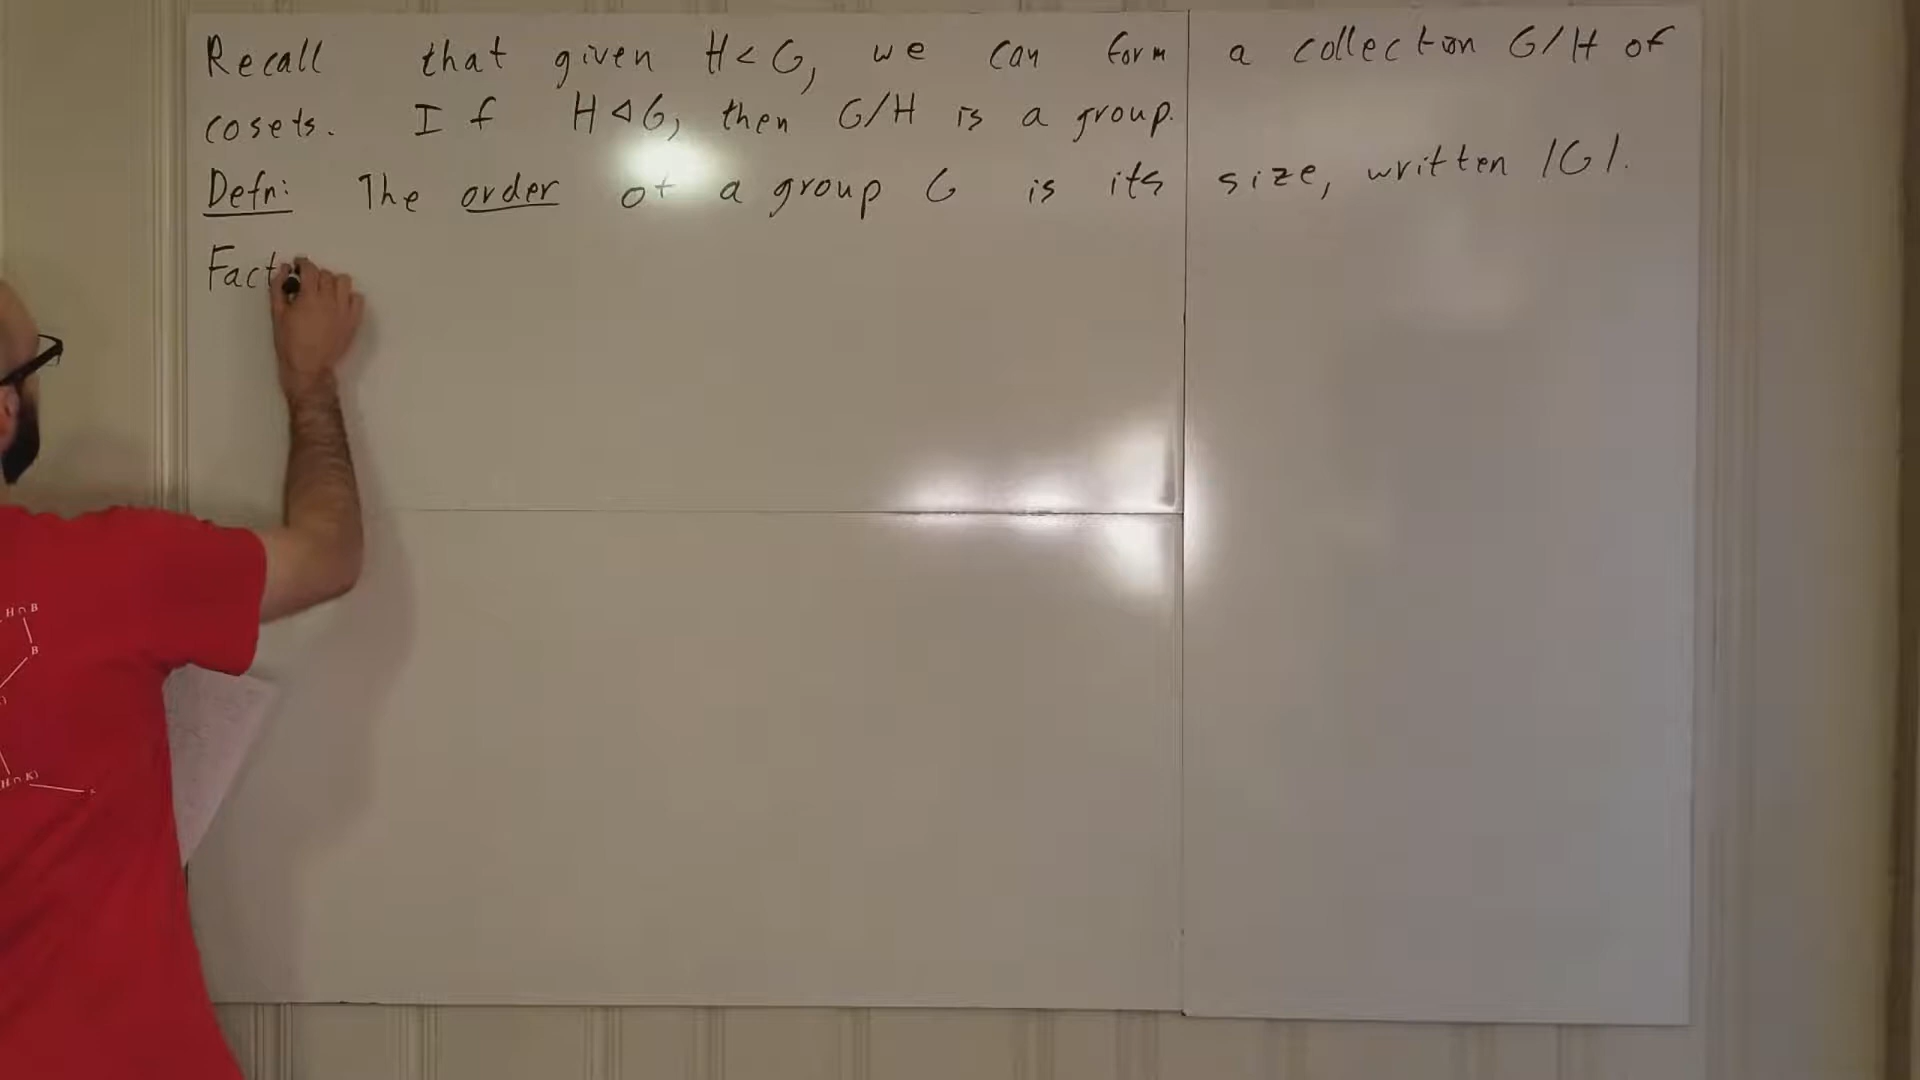 Recall that given H<G, we can form a collection G/H of
cosets. If H⊲G, then G/H is a group.
Defn: The order of a group G is its size, written |G|.
Fact
H∩B
B
H∩K)